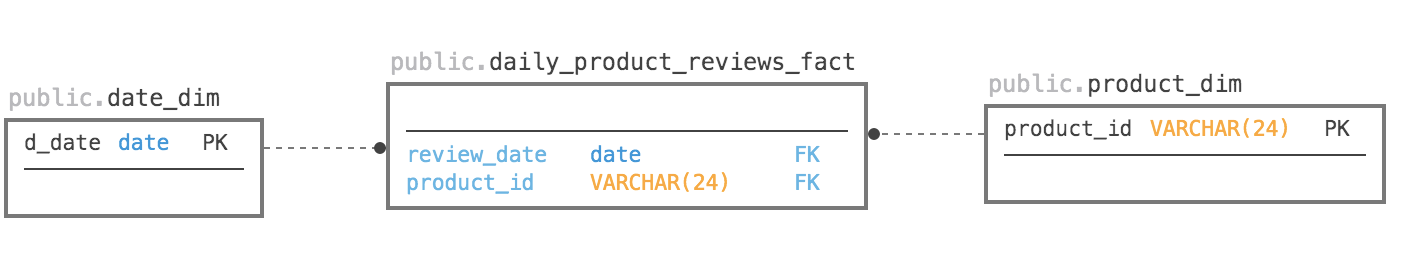 public.date_dim
d_date date PK
public.daily_product_reviews_fact
review_date date FK
product_id VARCHAR(24) FK
public.product_dim
product_id VARCHAR(24) PK